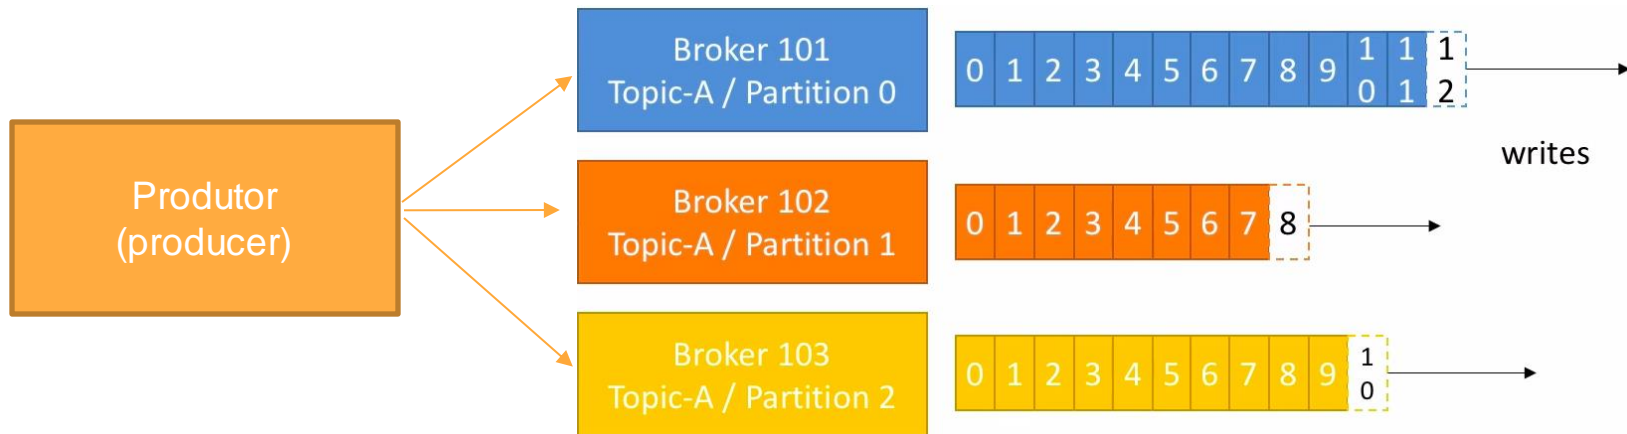 Produtor
(producer)
Broker 101
Topic-A / Partition 0
0 1 2 3 4 5 6 7 8 9 10 11 12
writes
Broker 102
Topic-A / Partition 1
0 1 2 3 4 5 6 7 8
Broker 103
Topic-A / Partition 2
0 1 2 3 4 5 6 7 8 9 10